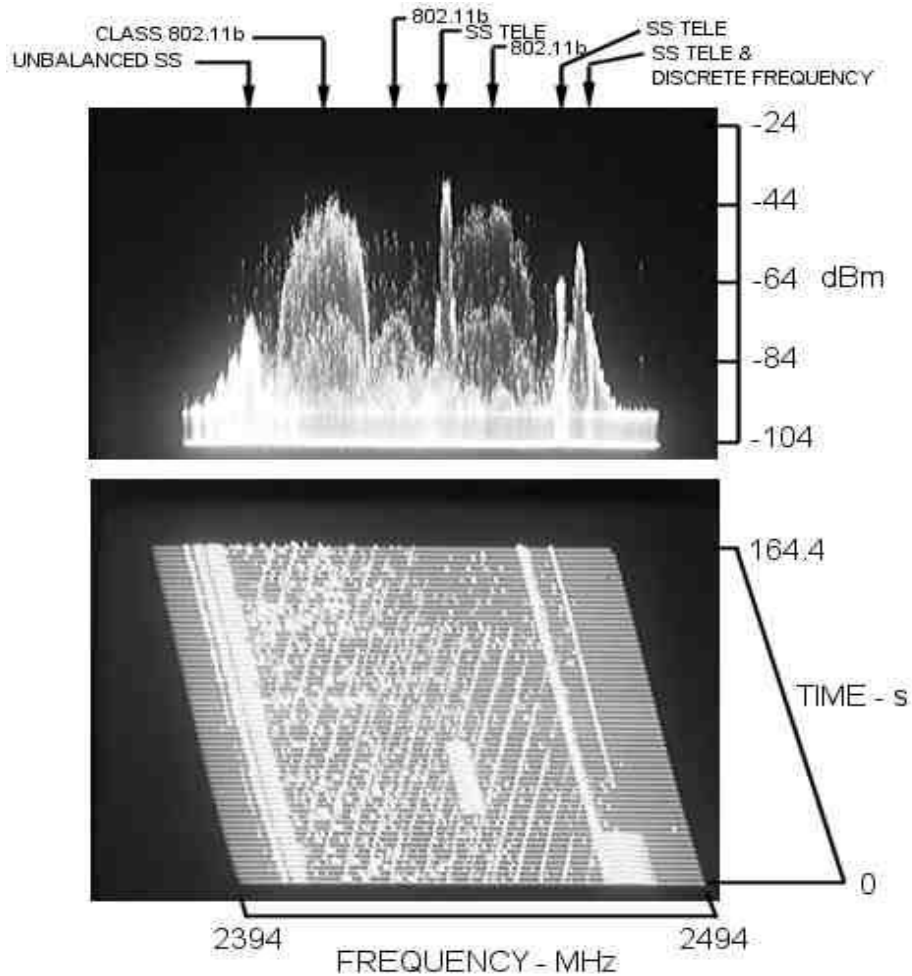 802.11b
CLASS 802.11b
SS TELE
SS TELE
802.11b
UNBALANCED SS
SS TELE &
DISCRETE FREQUENCY
-24
-44
-64
dBm
-84
-104
164.4
TIME - s
0
2394
2494
FREQUENCY - MHz